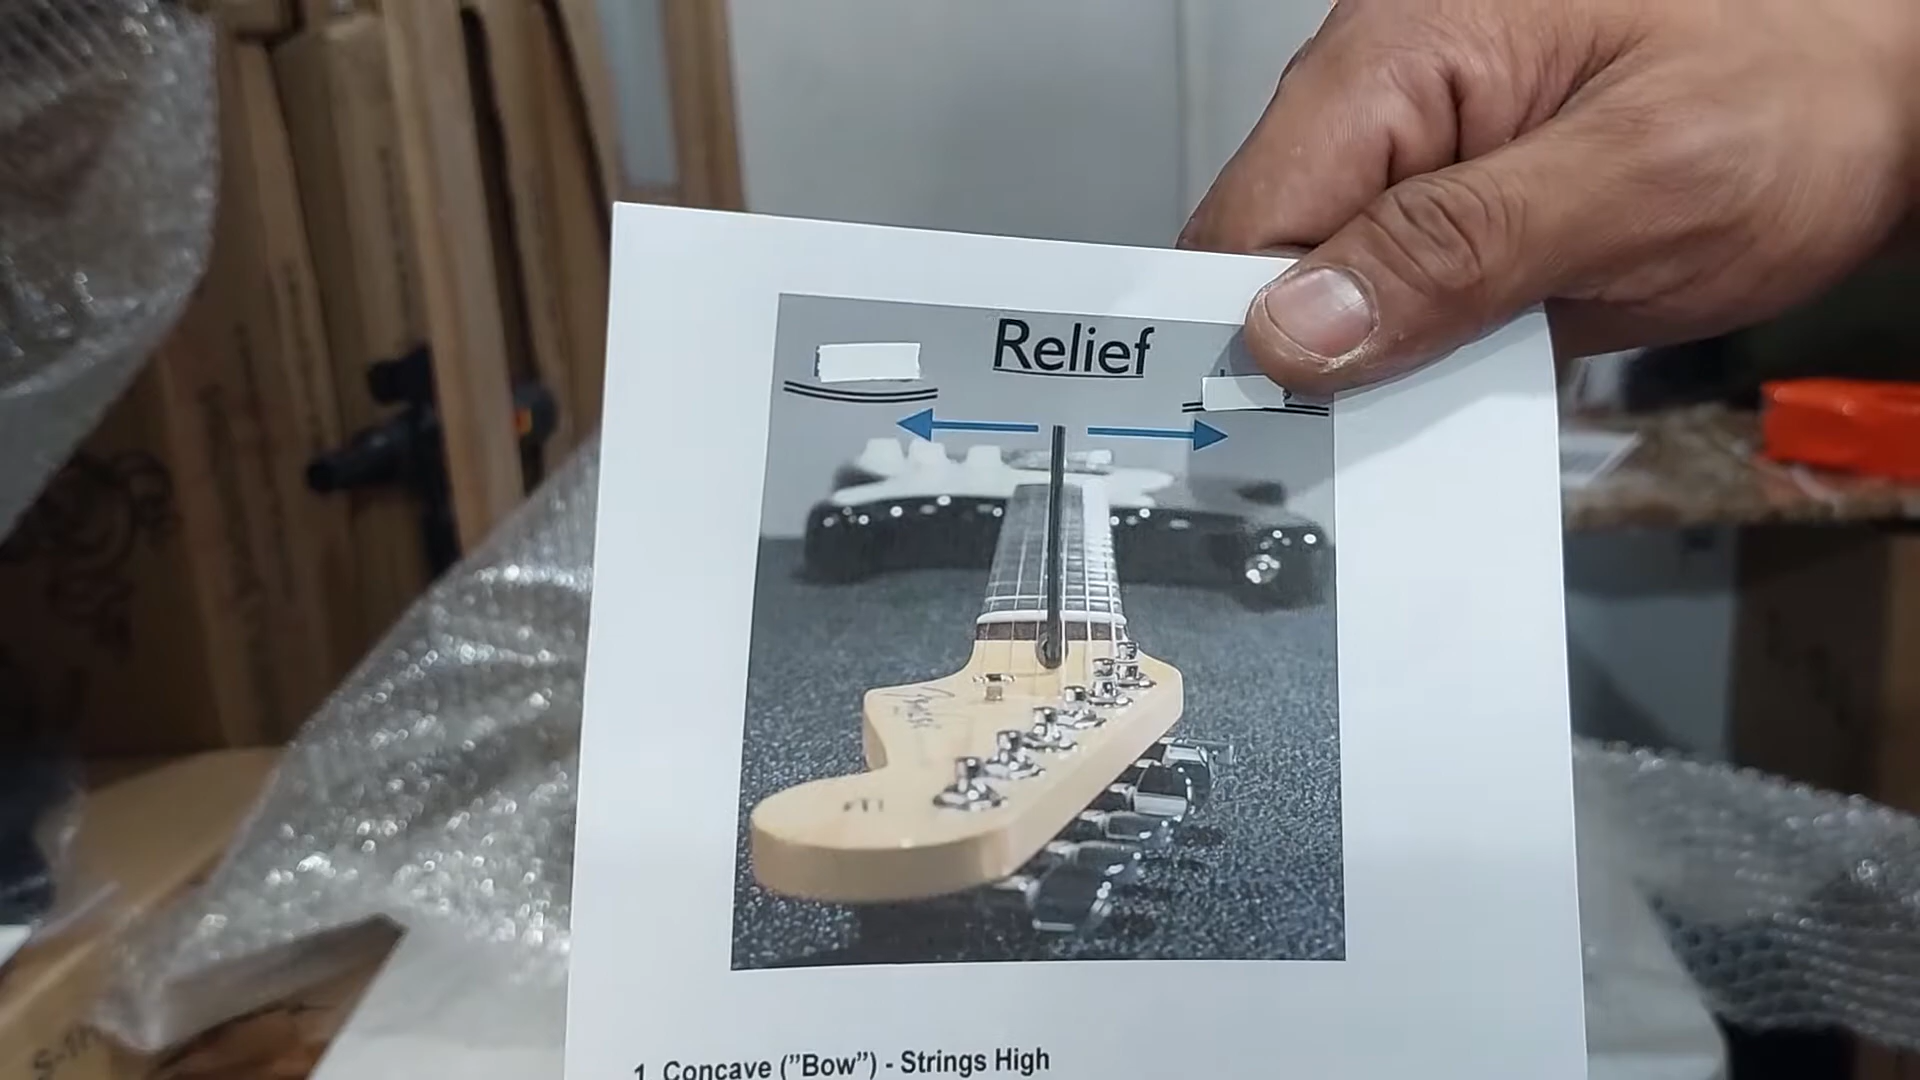 Relief
1. Concave ("Bow") - Strings High